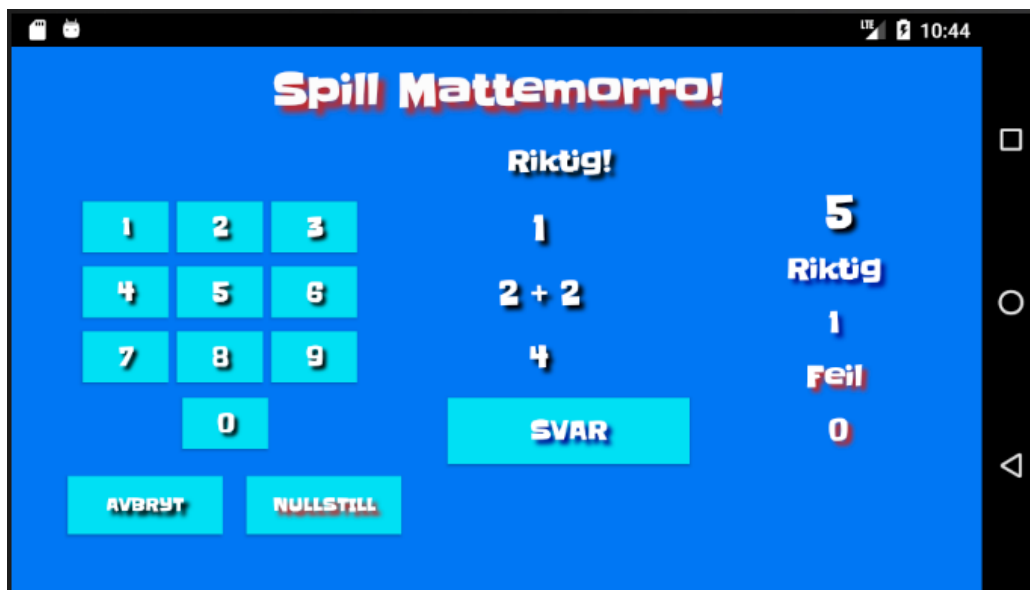 LTE 10:44
Spill Mattemorro!
Riktig!
1 2 3
4 5 6
7 8 9
0
AVBRYT NULLSTILL
1
2 + 2
4
SVAR
5
Riktig
1
Feil
0